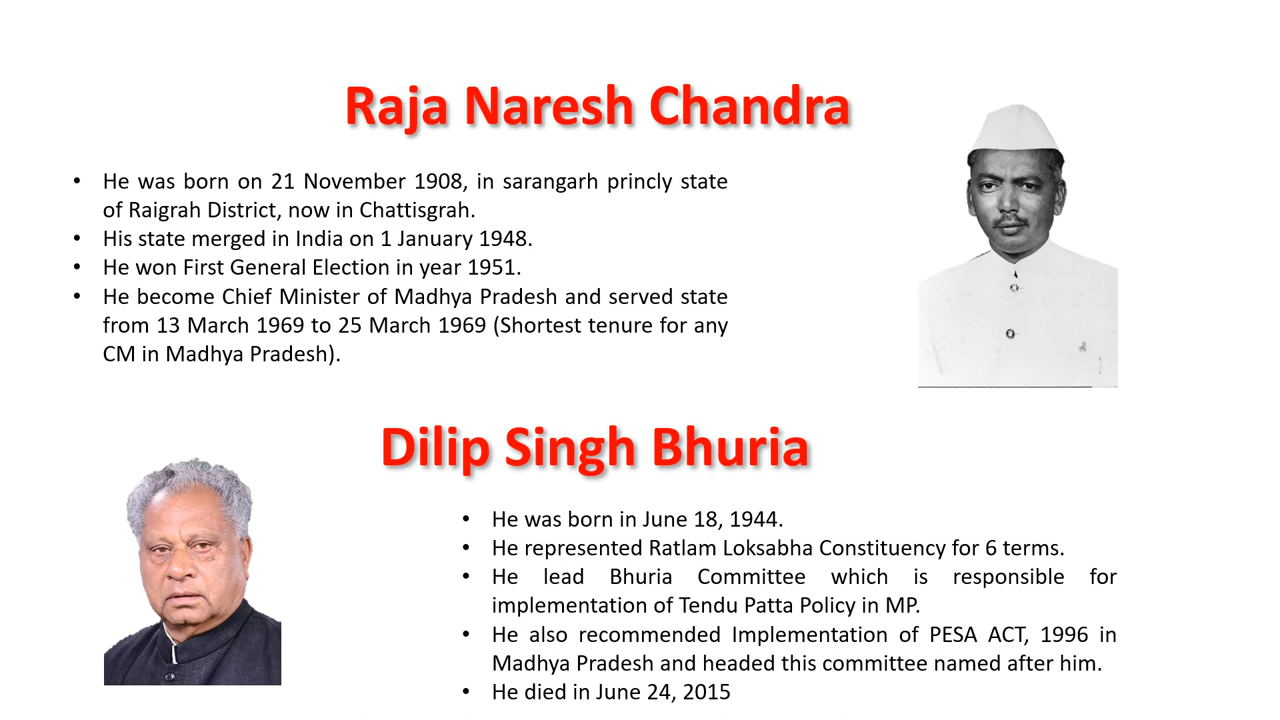 Raja Naresh Chandra
• He was born on 21 November 1908, in sarangarh princly state
of Raigrah District, now in Chattisgrah.
• His state merged in India on 1 January 1948.
• He won First General Election in year 1951.
• He become Chief Minister of Madhya Pradesh and served state
from 13 March 1969 to 25 March 1969 (Shortest tenure for any
CM in Madhya Pradesh).
Dilip Singh Bhuria
• He was born in June 18, 1944.
• He represented Ratlam Loksabha Constituency for 6 terms.
• He lead Bhuria Committee which is responsible for
implementation of Tendu Patta Policy in MP.
• He also recommended Implementation of PESA ACT, 1996 in
Madhya Pradesh and headed this committee named after him.
• He died in June 24, 2015